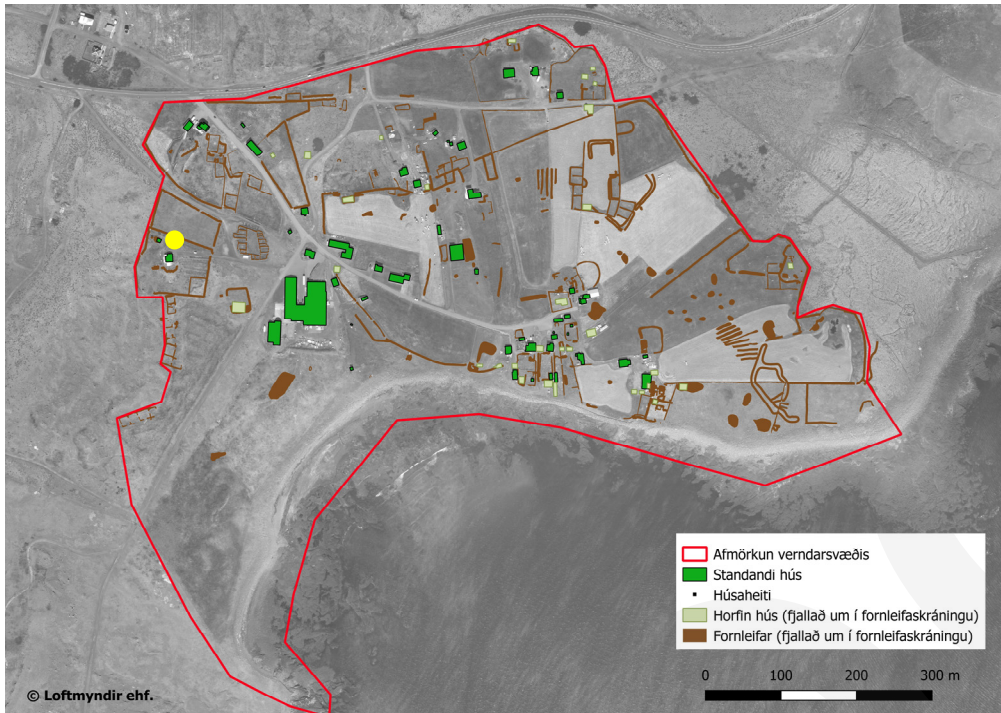 Afmörkun verndarsvæðis
Standandi hús
Húsaheiti
Horfin hús (fjallað um í fornleifaskráningu)
Fornleifar (fjallað um í fornleifaskráningu)
0 100 200 300 m
© Loftmyndir ehf.